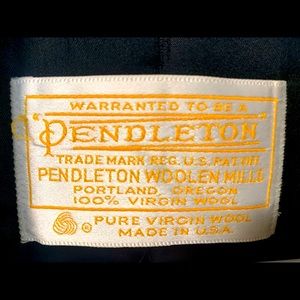 WARRANTED TO BE A
"PENDLETON"
TRADE MARK REG. U.S. PAT. OFF.
PENDLETON WOOLEN MILLS
PORTLAND, OREGON
100% VIRGIN WOOL
PURE VIRGIN WOOL
MADE IN U.S.A.